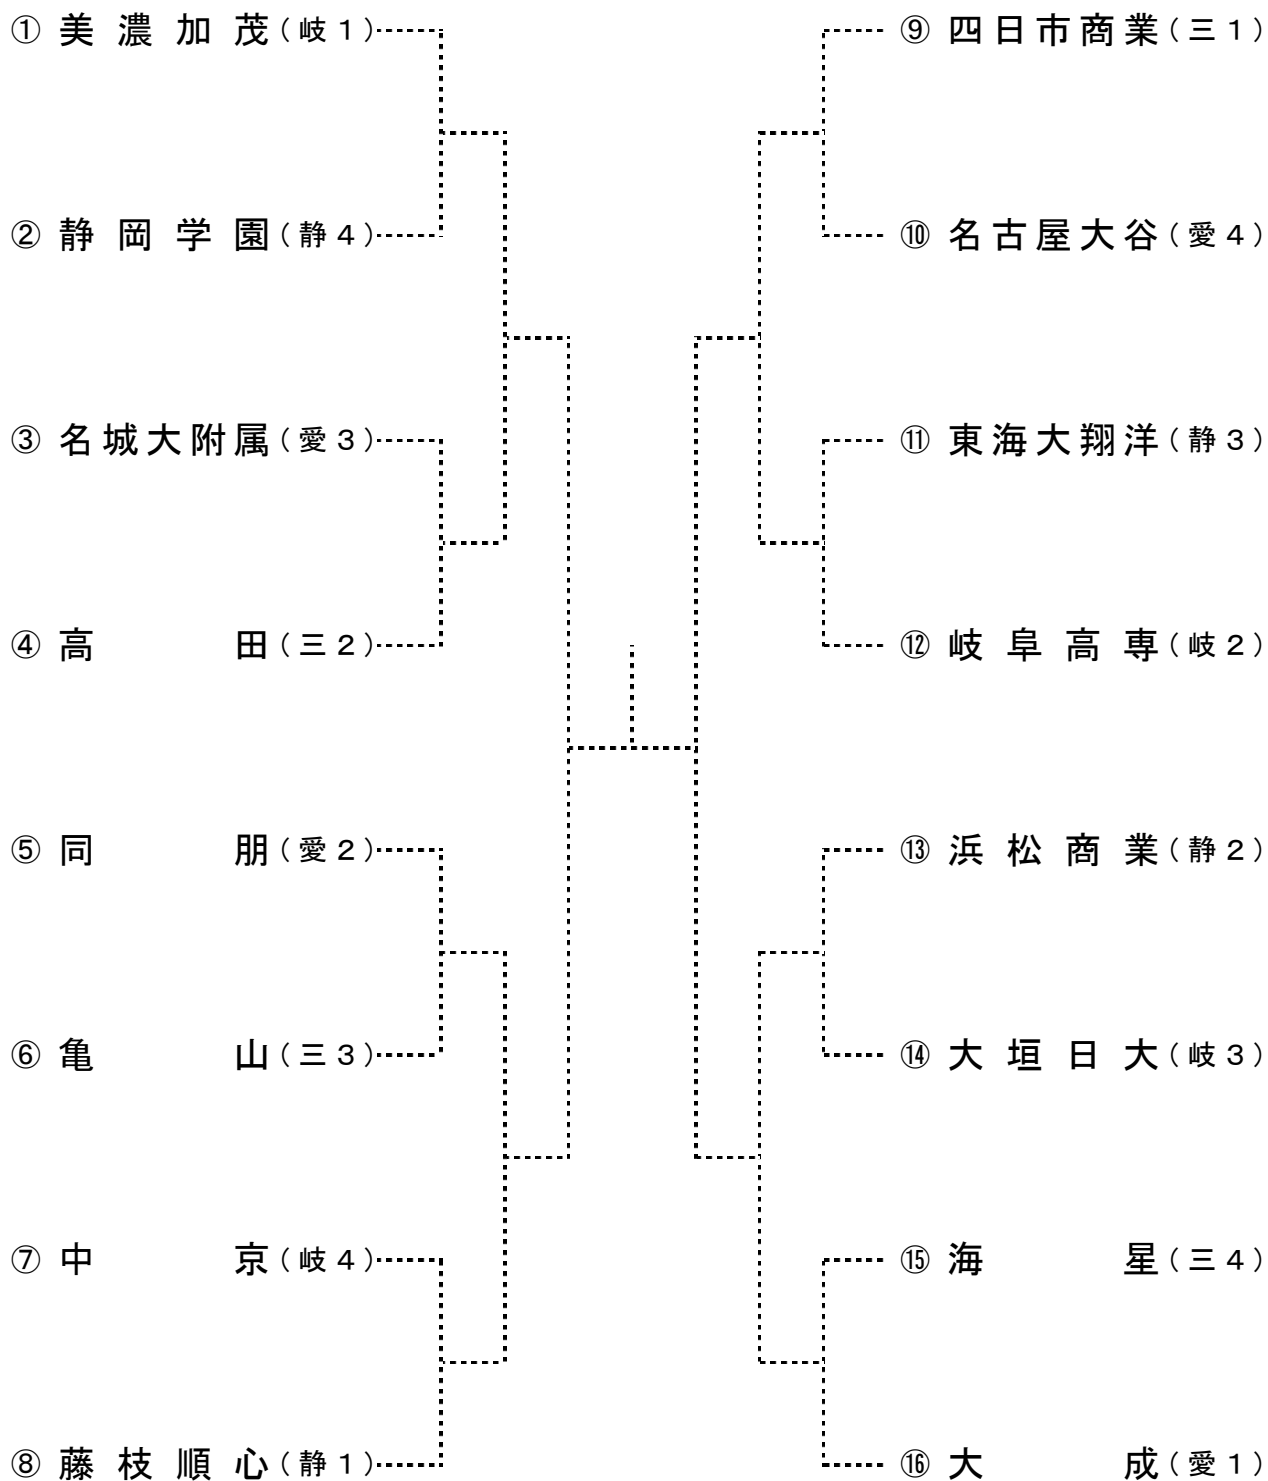 ① 美濃加茂(岐1)
② 静岡学園(静4)
③ 名城大附属(愛3)
④ 高田(三2)
⑤ 同朋(愛2)
⑥ 亀山(三3)
⑦ 中京(岐4)
⑧ 藤枝順心(静1)
⑨ 四日市商業(三1)
⑩ 名古屋大谷(愛4)
⑪ 東海大翔洋(静3)
⑫ 岐阜高専(岐2)
⑬ 浜松商業(静2)
⑭ 大垣日大(岐3)
⑮ 海星(三4)
⑯ 大成(愛1)